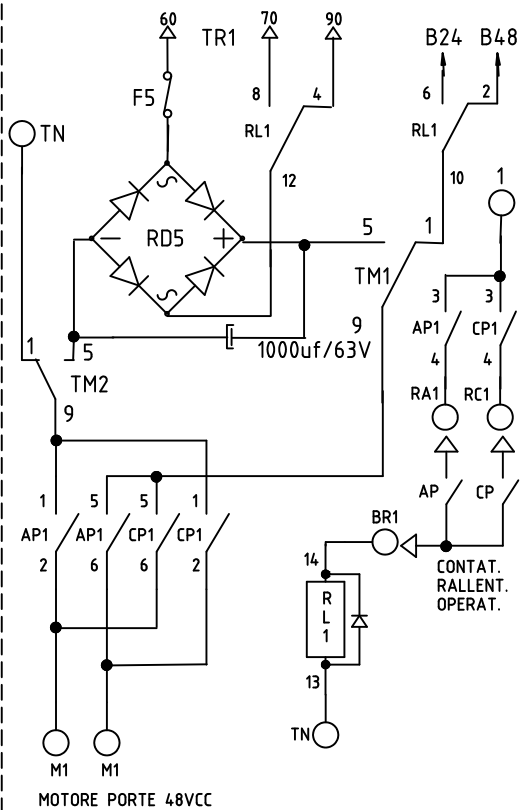 60
TR1
70
90
B24
B48
F5
8
4
6
2
RL1
RL1
TN
12
10
1
RD5
5
1
TM1
3
3
9
AP1
CP1
1
5
1000uf/63V
4
4
TM2
RA1
RC1
9
1
5
5
1
AP
CP
AP1
AP1
CP1
CP1
BR1
2
6
6
2
14
CONTAT.
RALLENT.
OPERAT.
R
L
1
13
TN
M1
M1
MOTORE PORTE 48VCC